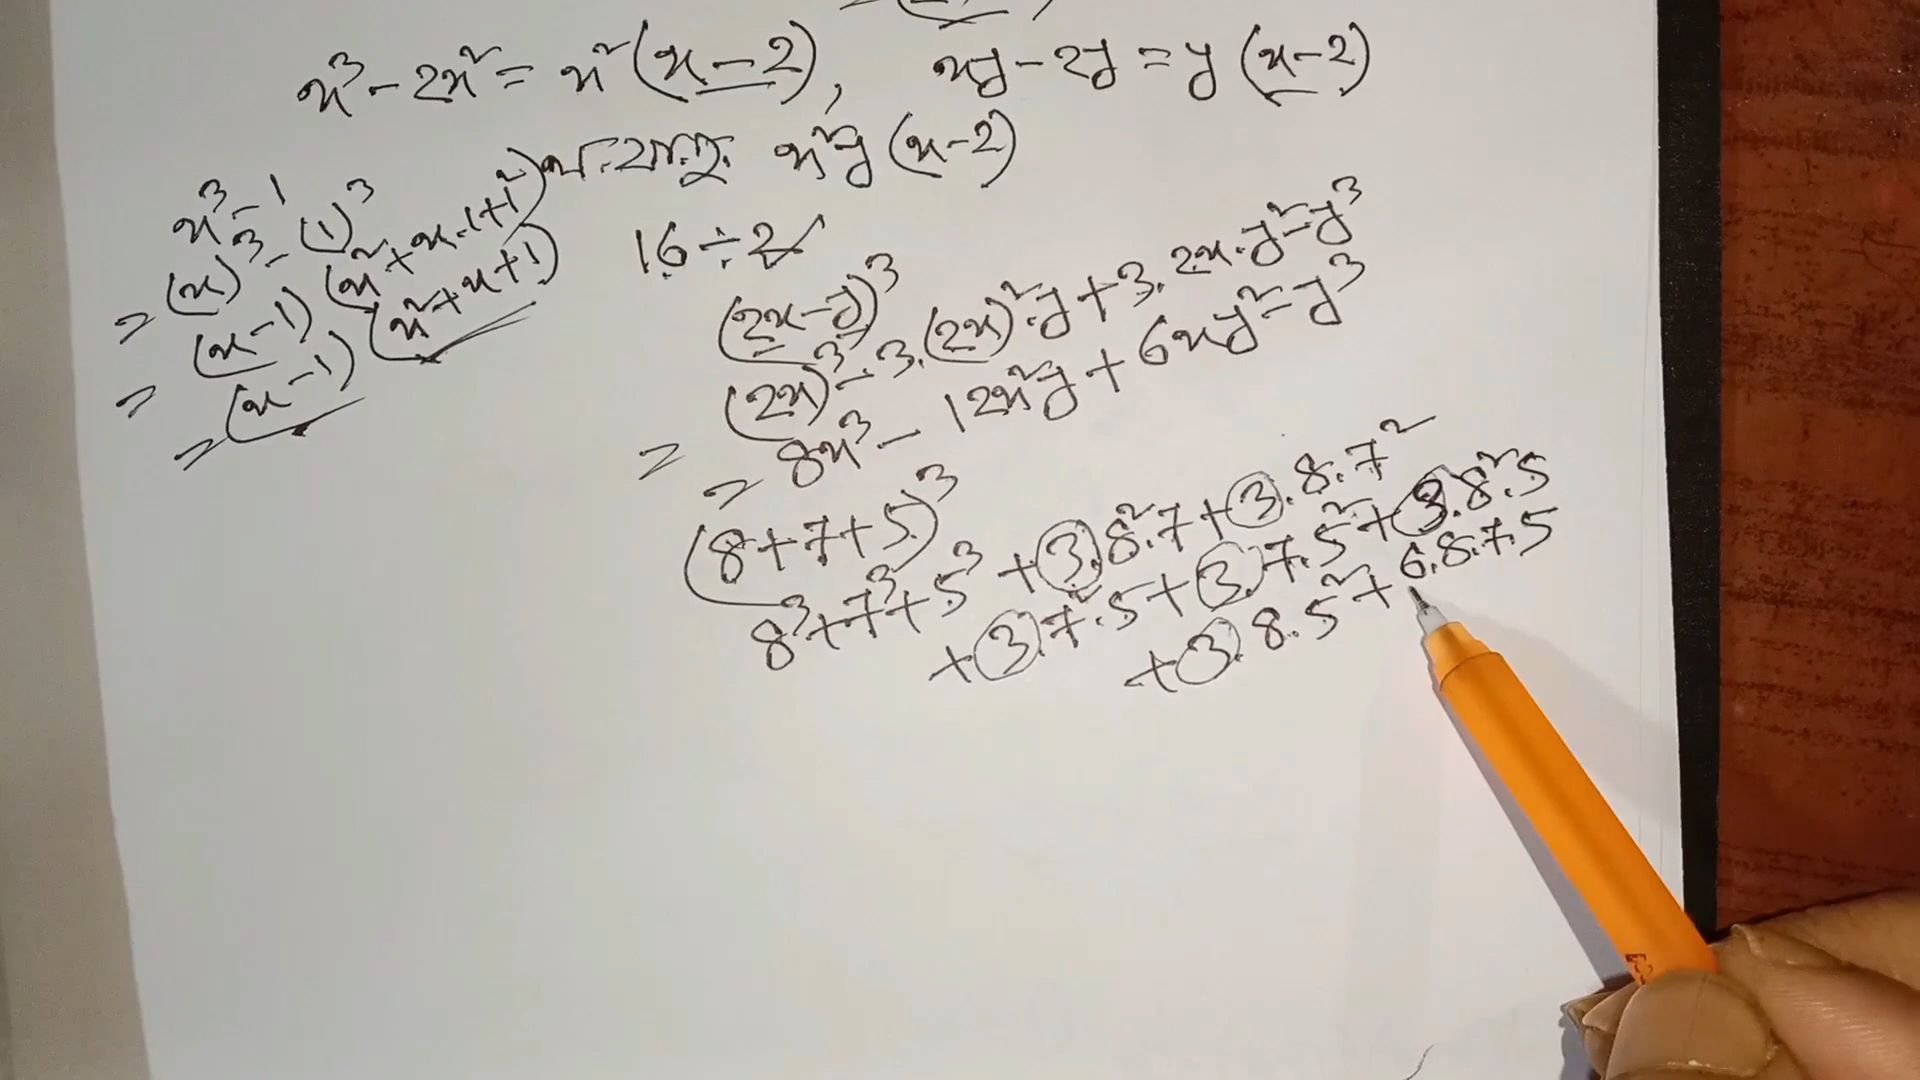 x³-2x² = x²(x-2), xy-2y = y(x-2)
ল.সা.গু. x²y(x-2)
x³-1
= (x)³-(1)³
= (x-1)(x²+x.1+1²)
= (x-1)(x²+x+1)
16÷2
(2x-y)³
= (2x)³-3.(2x)².y+3.2x.y²-y³
= 8x³-12x²y+6xy²-y³
(8+7+5)³
8³+7³+5³+3.8².7+3.8.7²
+3.7².5+3.7.5²+3.8².5
+3.8.5²+6.8.7.5